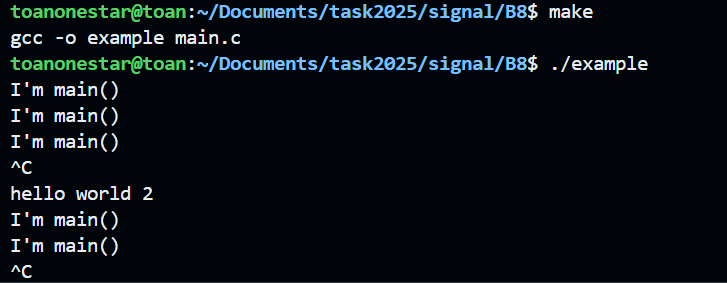 toanonestar@toan:~/Documents/task2025/signal/B8$ make
gcc -o example main.c
toanonestar@toan:~/Documents/task2025/signal/B8$ ./example
I'm main()
I'm main()
I'm main()
^C
hello world 2
I'm main()
I'm main()
^C